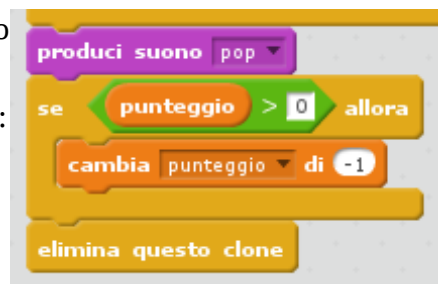 o
produci suono pop
se punteggio > 0 allora
:
cambia punteggio di -1
elimina questo clone